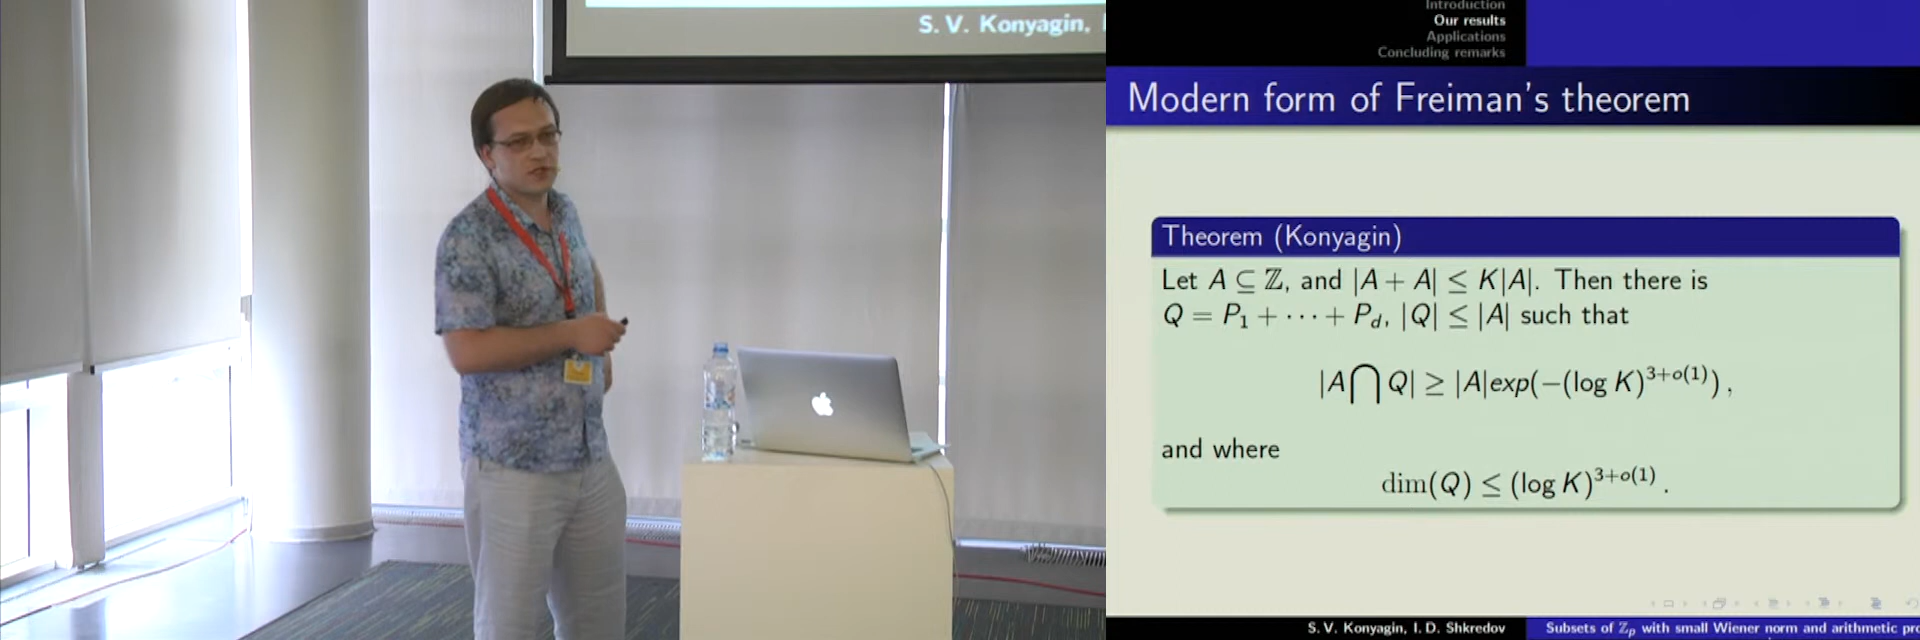 S. V. Konyagin,
Introduction
Our results
Applications
Concluding remarks
Modern form of Freiman's theorem
Theorem (Konyagin)
Let A ⊆ ℤ, and |A + A| ≤ K|A|. Then there is
Q = P₁ + ⋯ + P_d, |Q| ≤ |A| such that
|A ⋂ Q| ≥ |A|exp(−(log K)^{3+o(1)}) ,
and where
dim(Q) ≤ (log K)^{3+o(1)} .
S. V. Konyagin, I. D. Shkredov
Subsets of ℤ_p with small Wiener norm and arithmetic pro